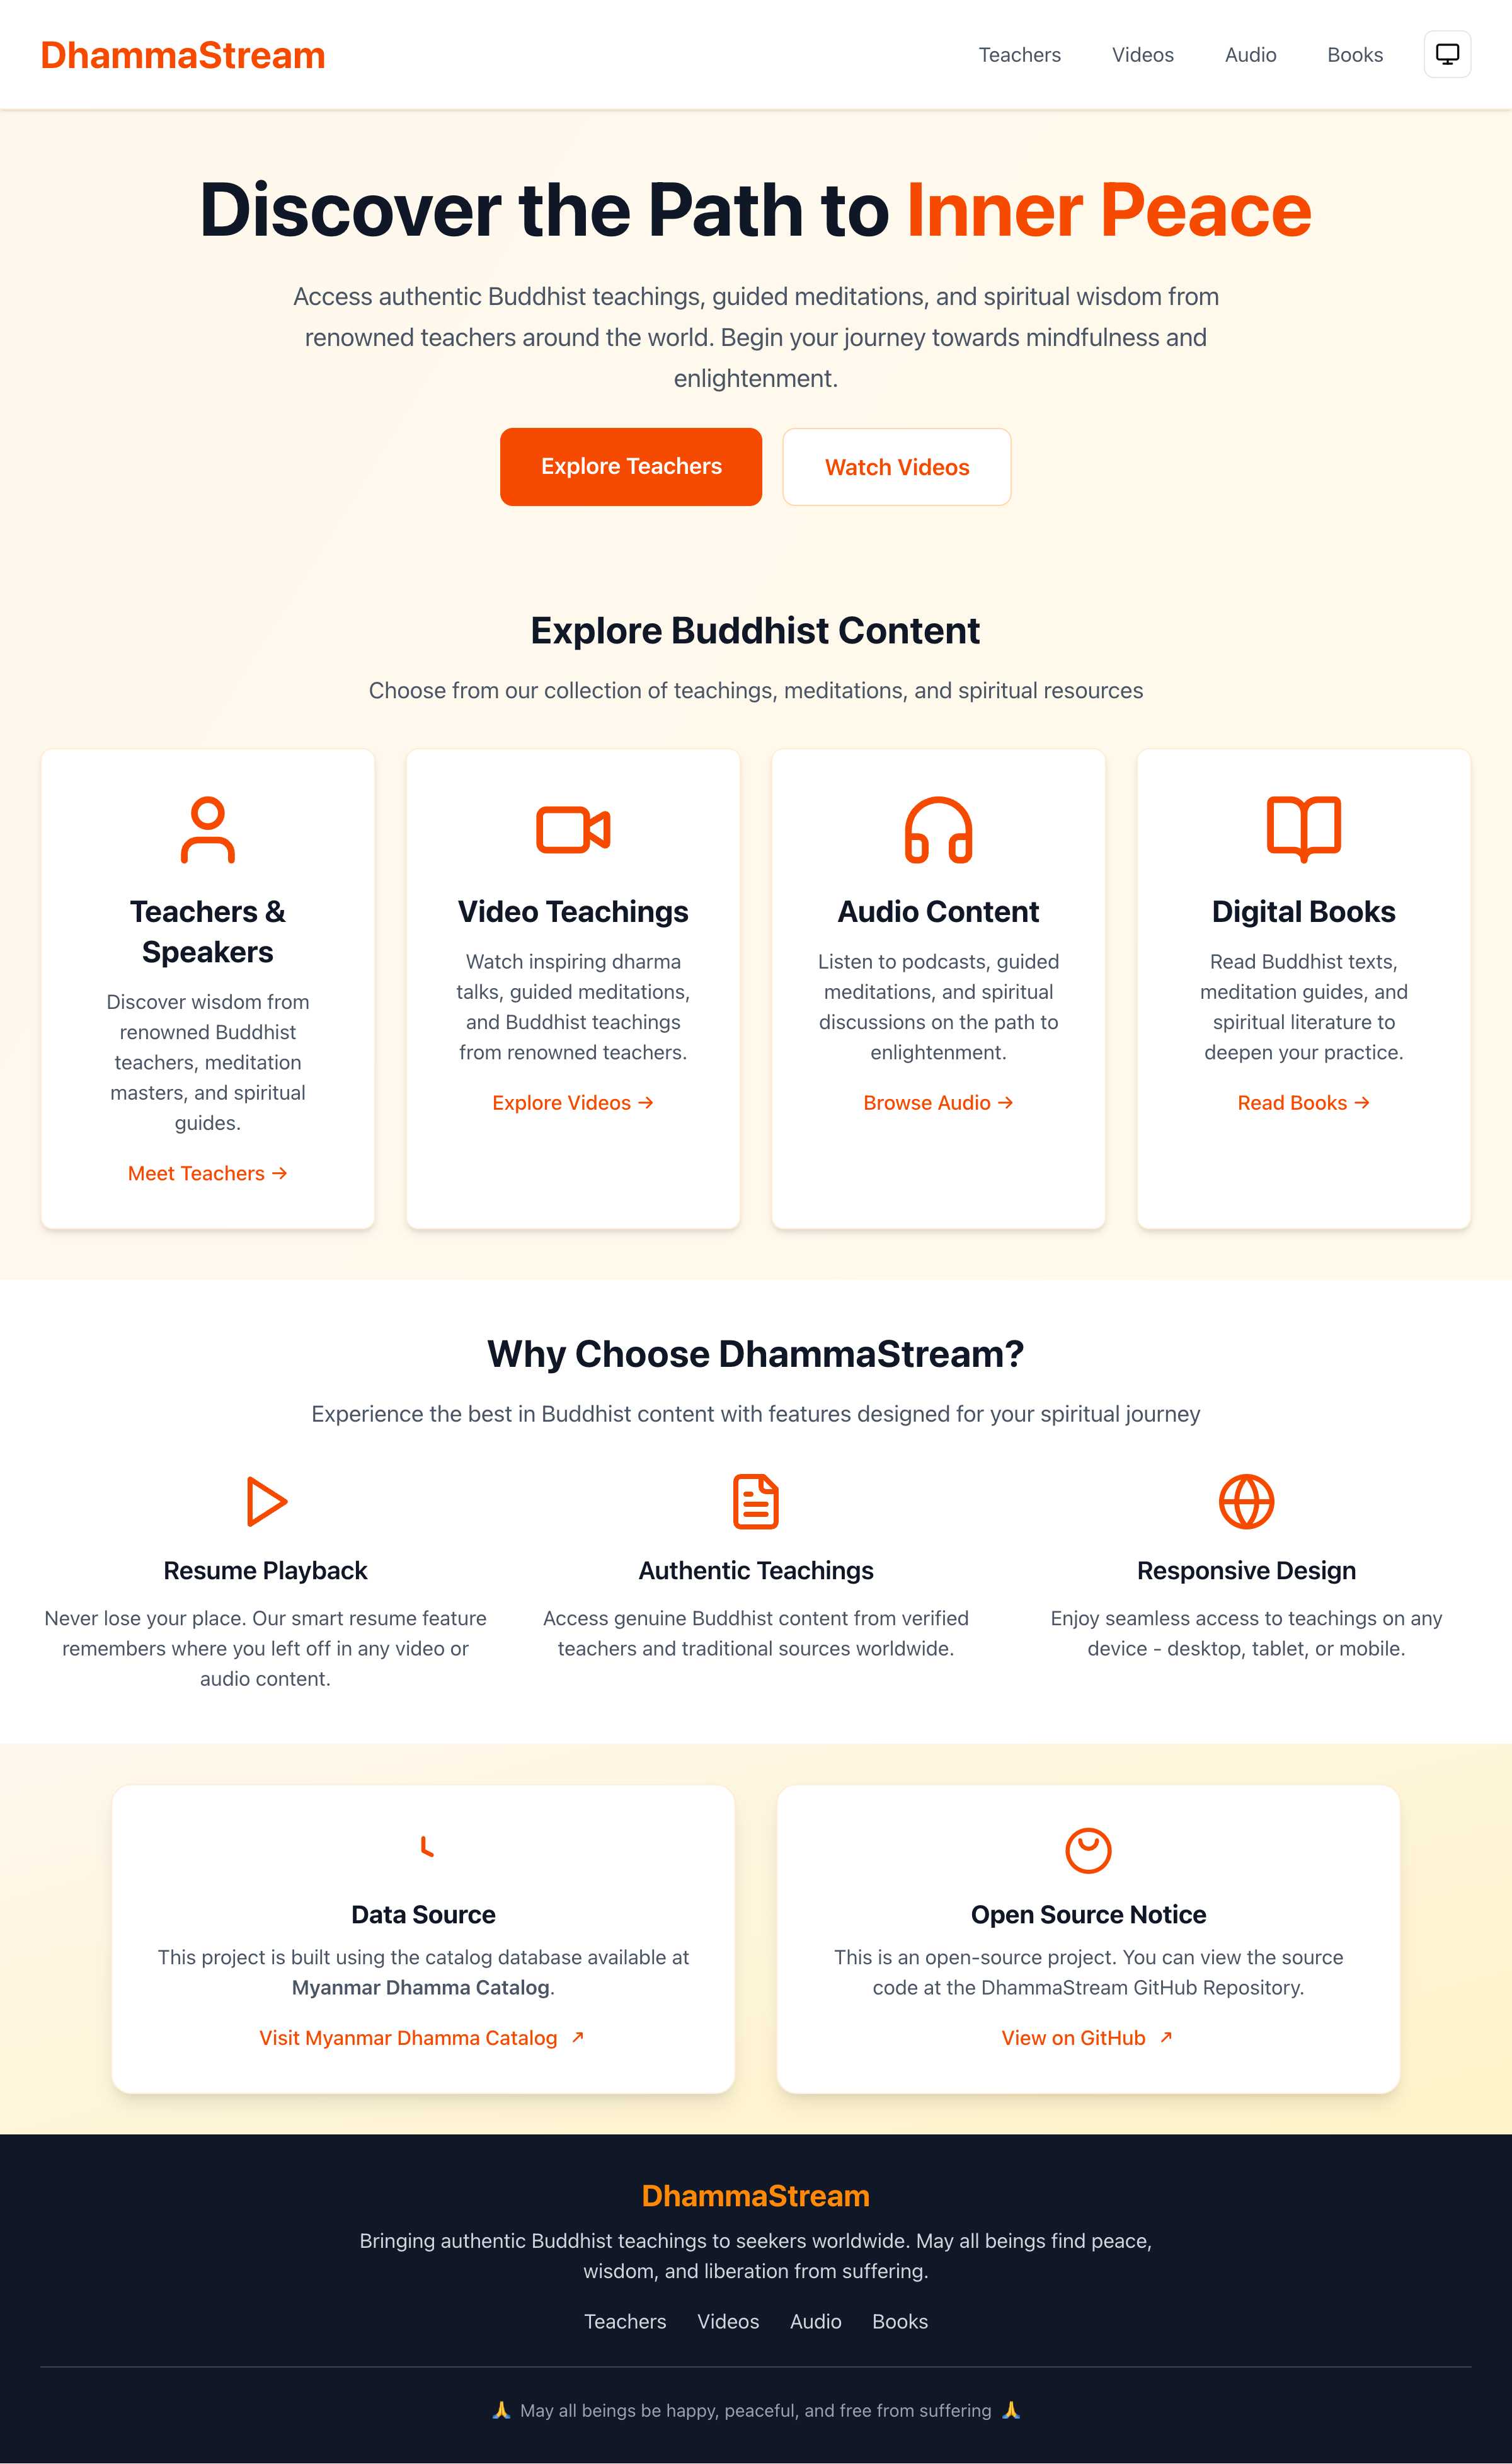 DhammaStream
Teachers Videos Audio Books
Discover the Path to Inner Peace
Access authentic Buddhist teachings, guided meditations, and spiritual wisdom from
renowned teachers around the world. Begin your journey towards mindfulness and
enlightenment.
Explore Teachers
Watch Videos
Explore Buddhist Content
Choose from our collection of teachings, meditations, and spiritual resources
Teachers &
Speakers
Discover wisdom from
renowned Buddhist
teachers, meditation
masters, and spiritual
guides.
Meet Teachers →
Video Teachings
Watch inspiring dharma
talks, guided meditations,
and Buddhist teachings
from renowned teachers.
Explore Videos →
Audio Content
Listen to podcasts, guided
meditations, and spiritual
discussions on the path to
enlightenment.
Browse Audio →
Digital Books
Read Buddhist texts,
meditation guides, and
spiritual literature to
deepen your practice.
Read Books →
Why Choose DhammaStream?
Experience the best in Buddhist content with features designed for your spiritual journey
Resume Playback
Never lose your place. Our smart resume feature
remembers where you left off in any video or
audio content.
Authentic Teachings
Access genuine Buddhist content from verified
teachers and traditional sources worldwide.
Responsive Design
Enjoy seamless access to teachings on any
device - desktop, tablet, or mobile.
Data Source
This project is built using the catalog database available at
Myanmar Dhamma Catalog.
Visit Myanmar Dhamma Catalog ↗
Open Source Notice
This is an open-source project. You can view the source
code at the DhammaStream GitHub Repository.
View on GitHub ↗
DhammaStream
Bringing authentic Buddhist teachings to seekers worldwide. May all beings find peace,
wisdom, and liberation from suffering.
Teachers Videos Audio Books
🙏 May all beings be happy, peaceful, and free from suffering 🙏